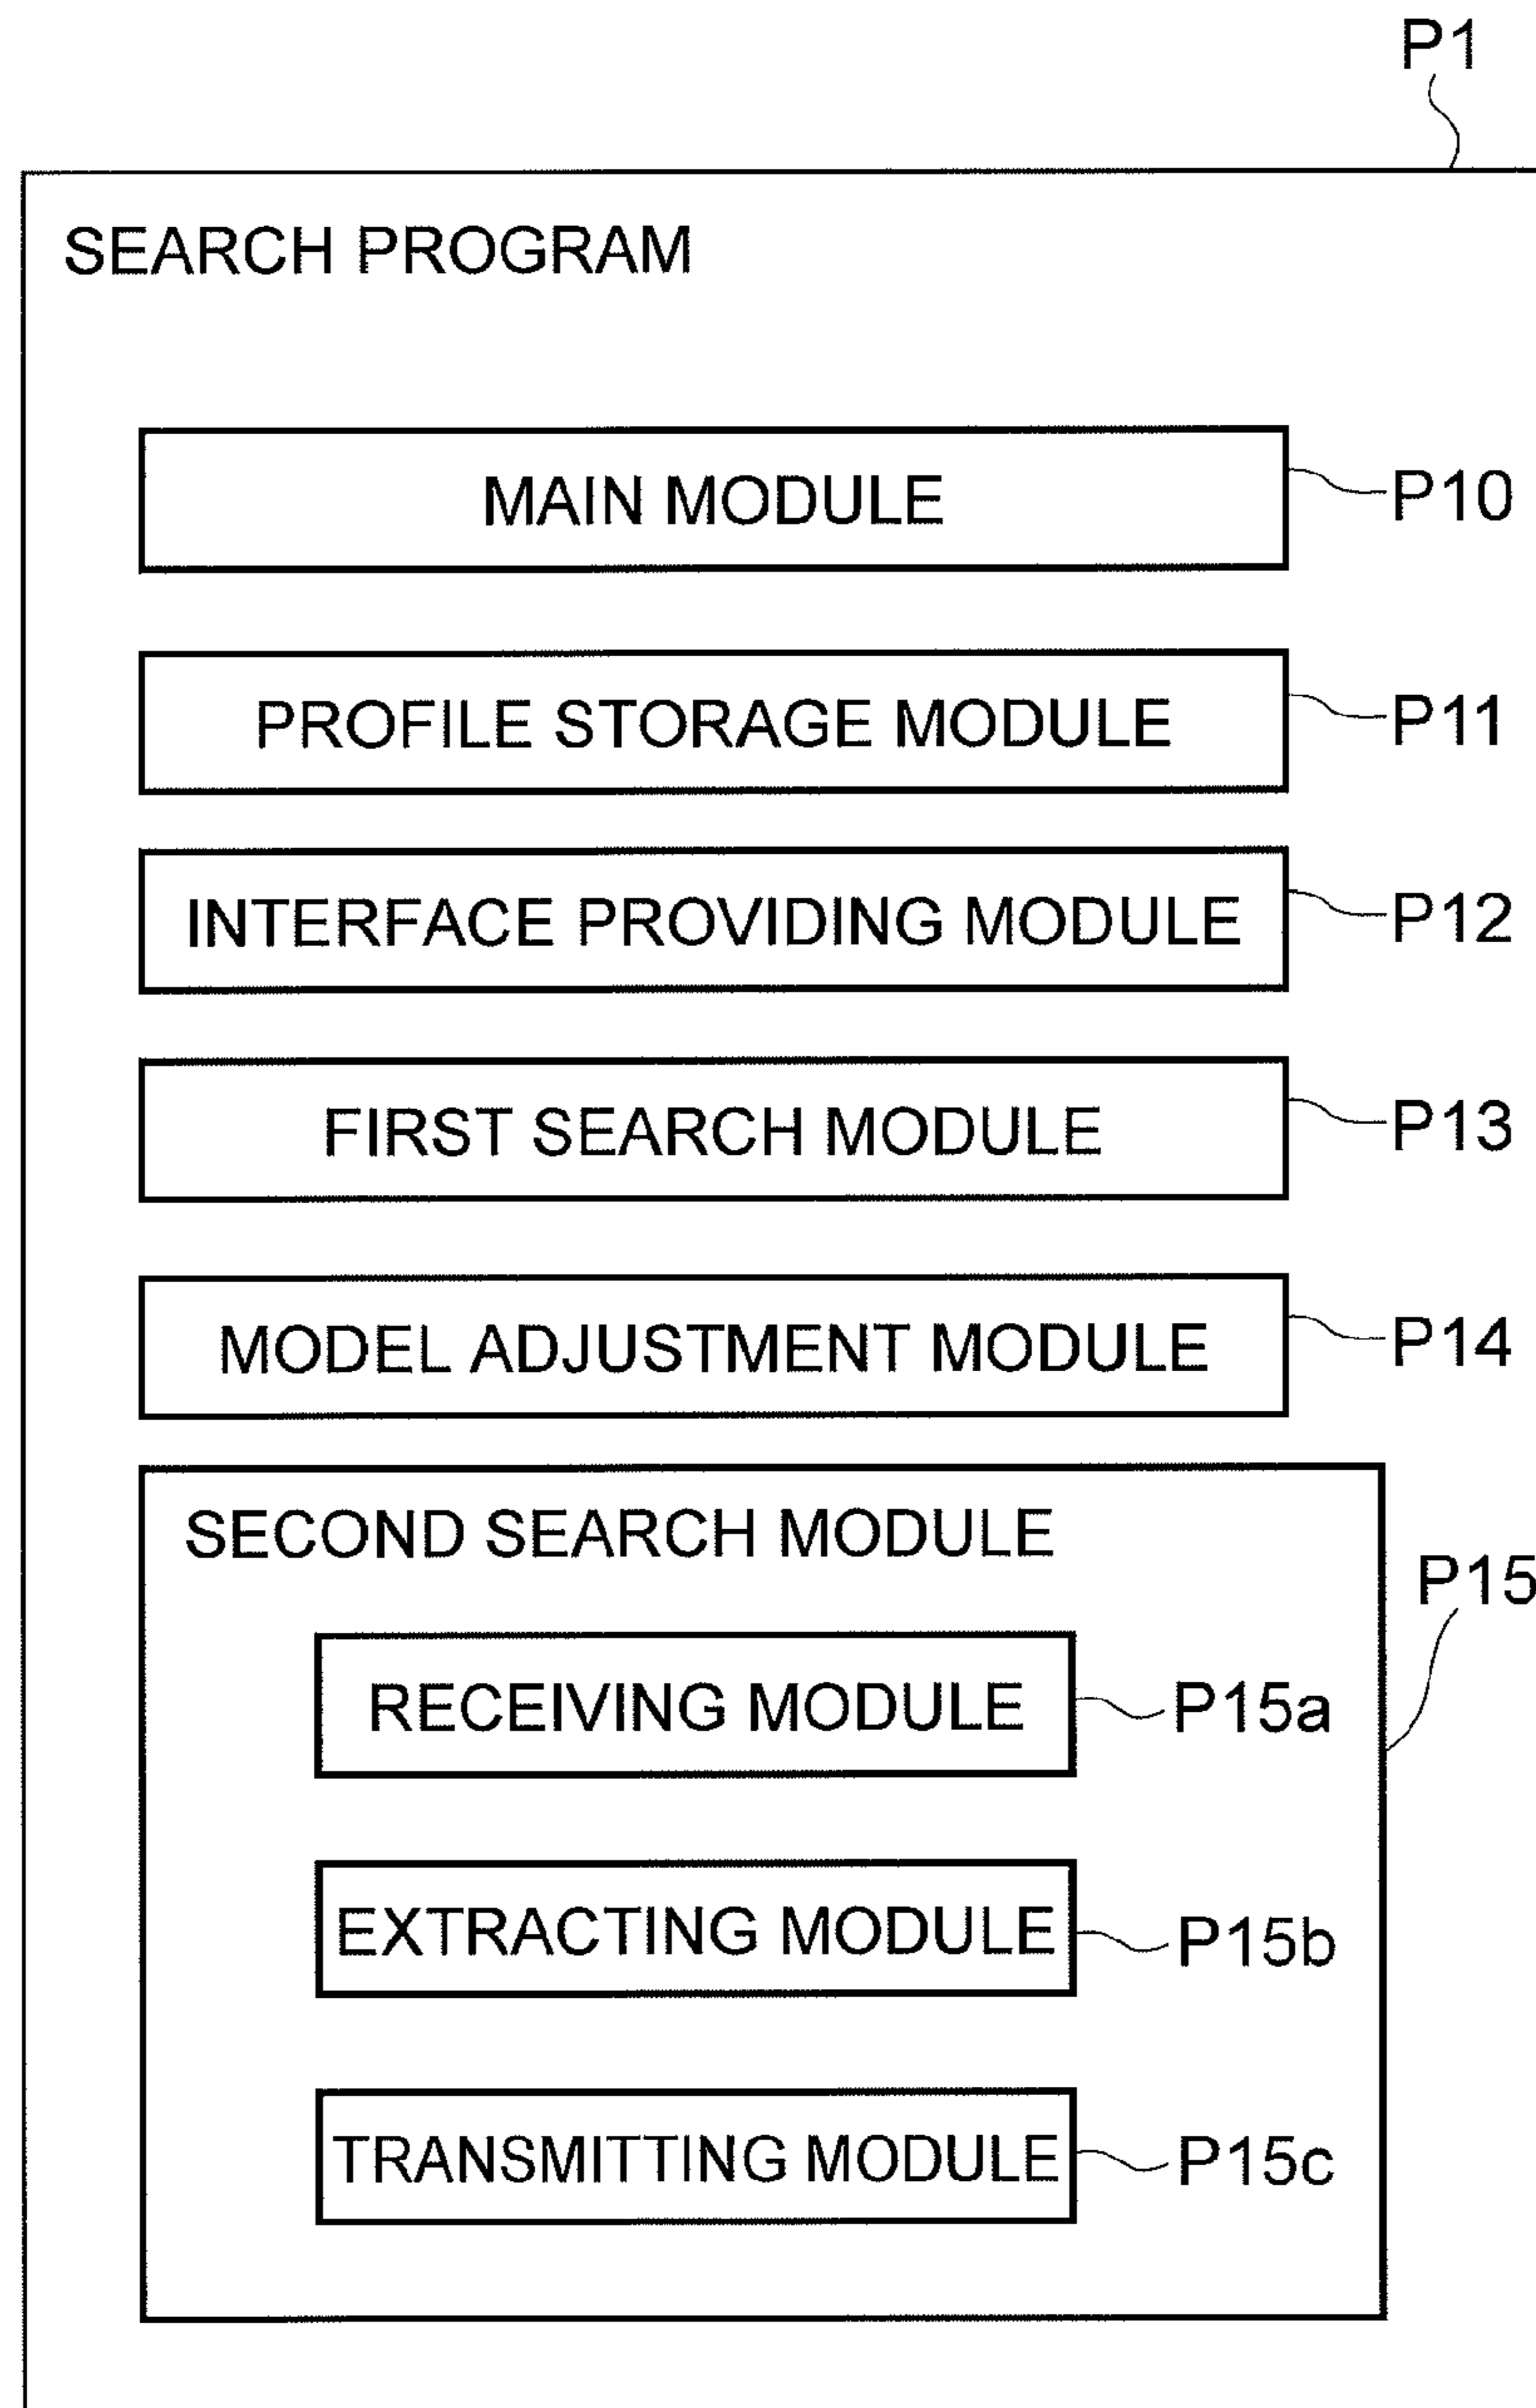 P1
SEARCH PROGRAM
MAIN MODULE
P10
PROFILE STORAGE MODULE
P11
INTERFACE PROVIDING MODULE
P12
FIRST SEARCH MODULE
P13
MODEL ADJUSTMENT MODULE
P14
SECOND SEARCH MODULE
P15
RECEIVING MODULE
P15a
EXTRACTING MODULE
P15b
TRANSMITTING MODULE
P15c